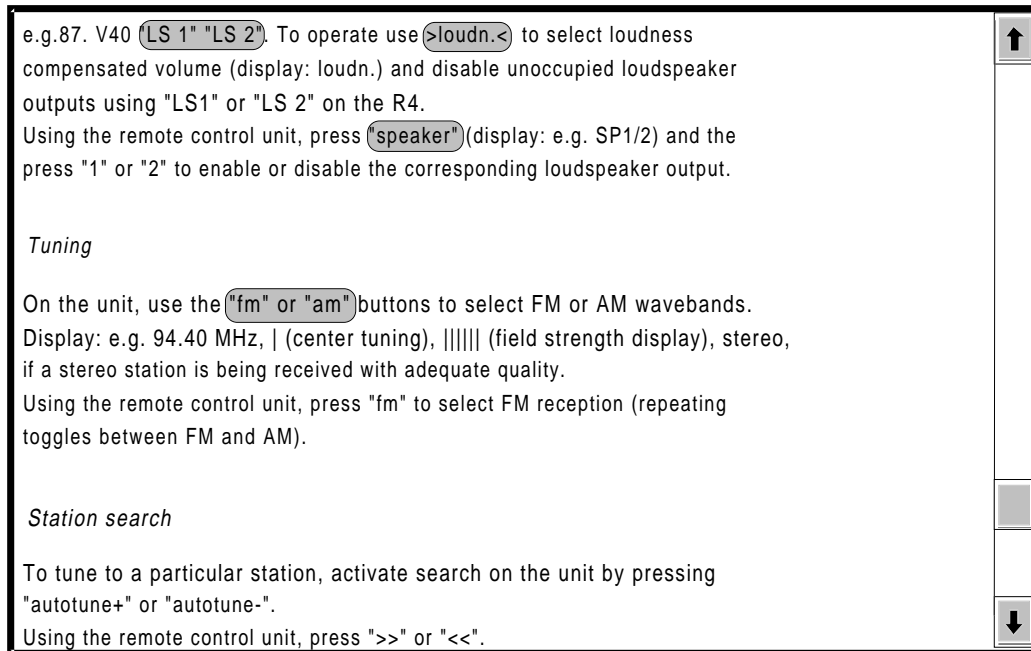 e.g.87. V40 "LS 1" "LS 2". To operate use >loudn.< to select loudness
compensated volume (display: loudn.) and disable unoccupied loudspeaker
outputs using "LS1" or "LS 2" on the R4.
Using the remote control unit, press "speaker" (display: e.g. SP1/2) and the
press "1" or "2" to enable or disable the corresponding loudspeaker output.
Tuning
On the unit, use the "fm" or "am" buttons to select FM or AM wavebands.
Display: e.g. 94.40 MHz, | (center tuning), |||||| (field strength display), stereo,
if a stereo station is being received with adequate quality.
Using the remote control unit, press "fm" to select FM reception (repeating
toggles between FM and AM).
Station search
To tune to a particular station, activate search on the unit by pressing
"autotune+" or "autotune-".
Using the remote control unit, press ">>" or "<<".